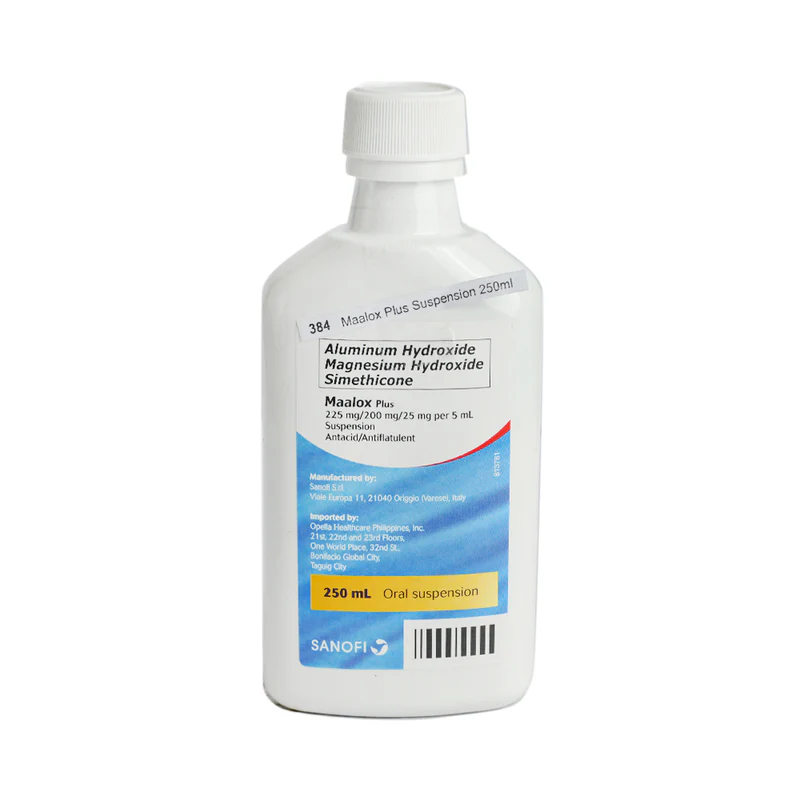 384 Maalox Plus Suspension 250ml
Aluminum Hydroxide
Magnesium Hydroxide
Simethicone
Maalox Plus
225 mg/200 mg/25 mg per 5 mL
Suspension
Antacid/Antiflatulent
Manufactured by:
Sanofi S.r.l.
Viale Europa 11, 21040 Origgio (Varese), Italy
Imported by:
Opella Healthcare Philippines, Inc.
21st, 22nd and 23rd Floors,
One World Place, 32nd St.,
Bonifacio Global City,
Taguig City
250 mL Oral suspension
SANOFI